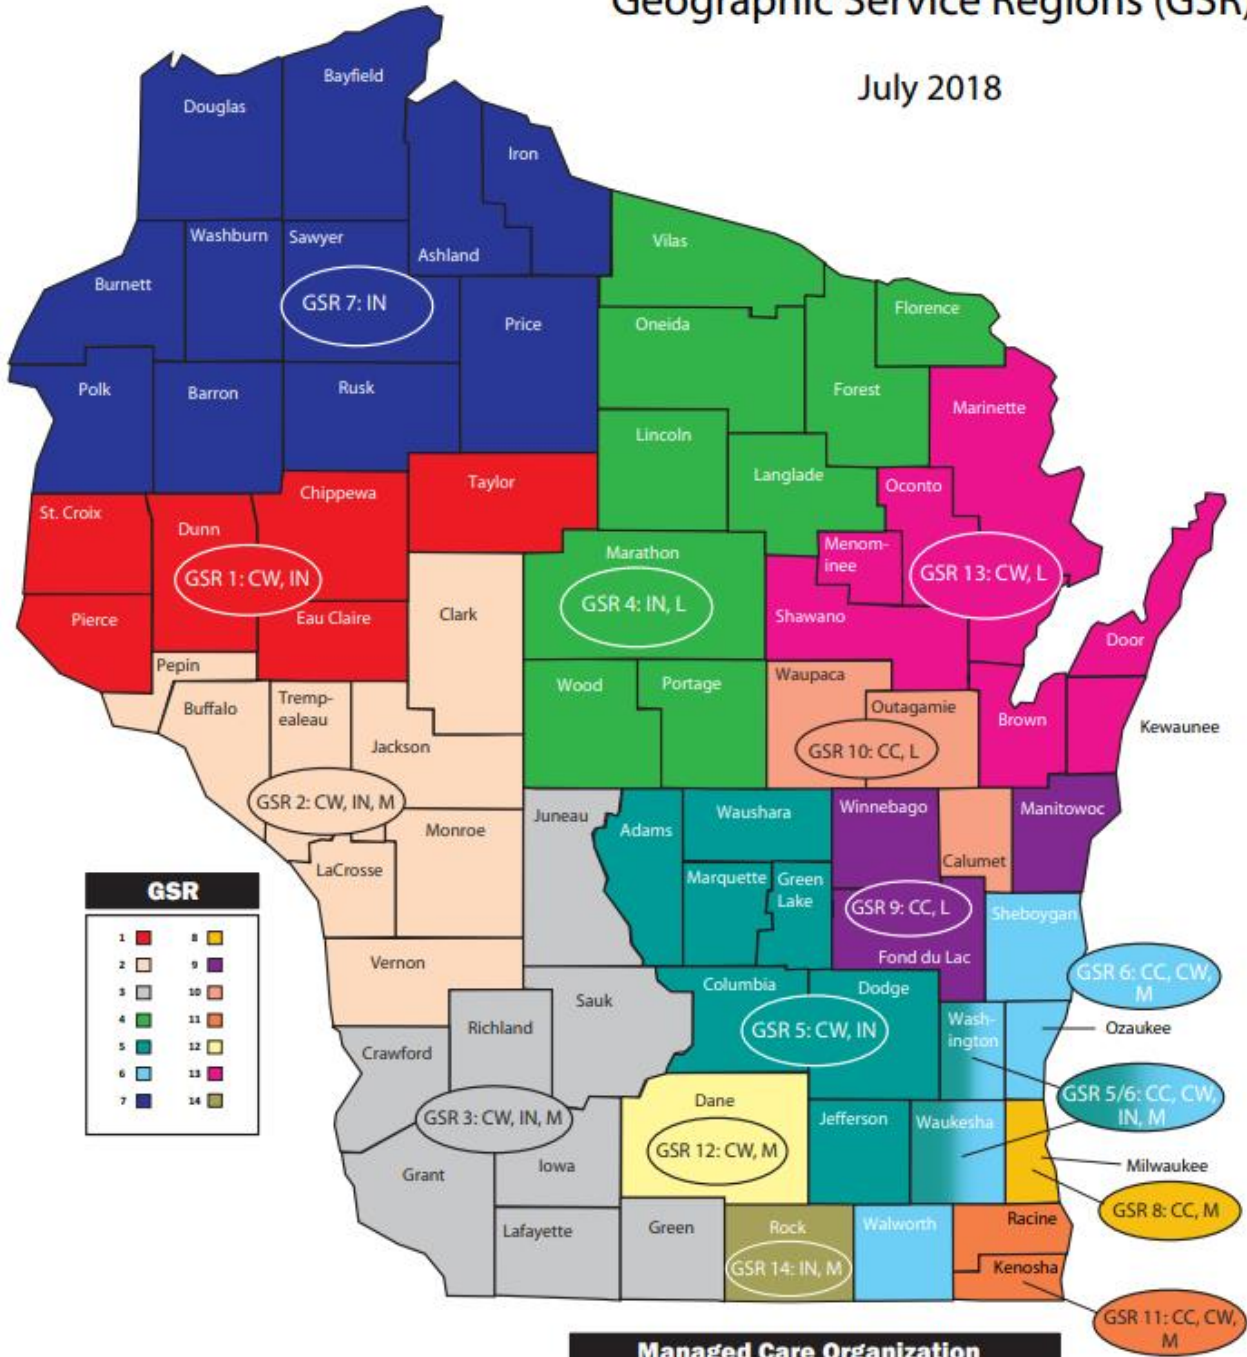 Geographic Service Regions (GSR)
July 2018
Douglas
Bayfield
Iron
Ashland
Washburn
Sawyer
Burnett
GSR 7: IN
Price
Polk
Barron
Rusk
Vilas
Oneida
Florence
Forest
Lincoln
Langlade
Marinette
Oconto
Menom-
inee
St. Croix
Dunn
Chippewa
Taylor
GSR 1: CW, IN
Pierce
Eau Claire
Clark
Marathon
GSR 4: IN, L
Shawano
GSR 13: CW, L
Door
Pepin
Buffalo
Tremp-
ealeau
Jackson
Wood
Portage
Waupaca
Outagamie
Brown
Kewaunee
GSR 10: CC, L
GSR 2: CW, IN, M
Monroe
LaCrosse
Juneau
Adams
Waushara
Winnebago
Manitowoc
Calumet
Marquette
Green
Lake
GSR 9: CC, L
Sheboygan
Fond du Lac
Vernon
GSR
1
8
2
9
3
10
4
11
5
12
6
13
7
14
Sauk
Richland
Columbia
Dodge
GSR 5: CW, IN
Wash-
ington
GSR 6: CC, CW,
M
Ozaukee
Crawford
GSR 3: CW, IN, M
Dane
GSR 12: CW, M
Jefferson
Waukesha
GSR 5/6: CC, CW,
IN, M
Milwaukee
GSR 8: CC, M
Grant
Iowa
Lafayette
Green
Rock
GSR 14: IN, M
Walworth
Racine
Kenosha
GSR 11: CC, CW,
M
Managed Care Organization